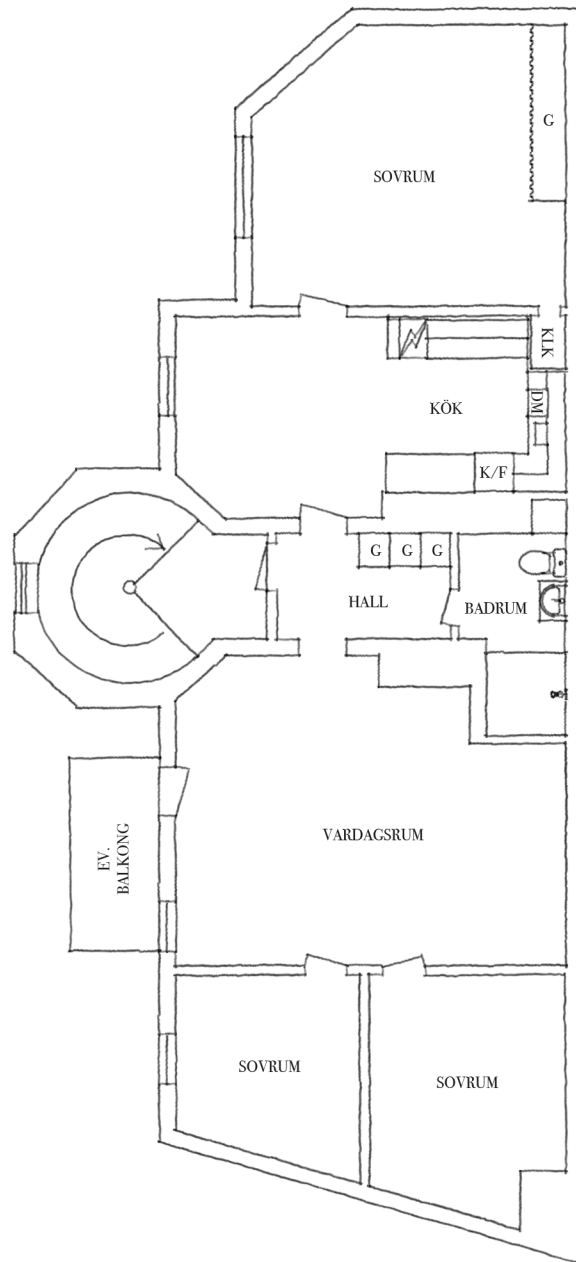 G
SOVRUM
KLK
KÖK
DM
K/F
G
G
G
HALL
BADRUM
VARDAGSRUM
EV.
BALKONG
SOVRUM
SOVRUM